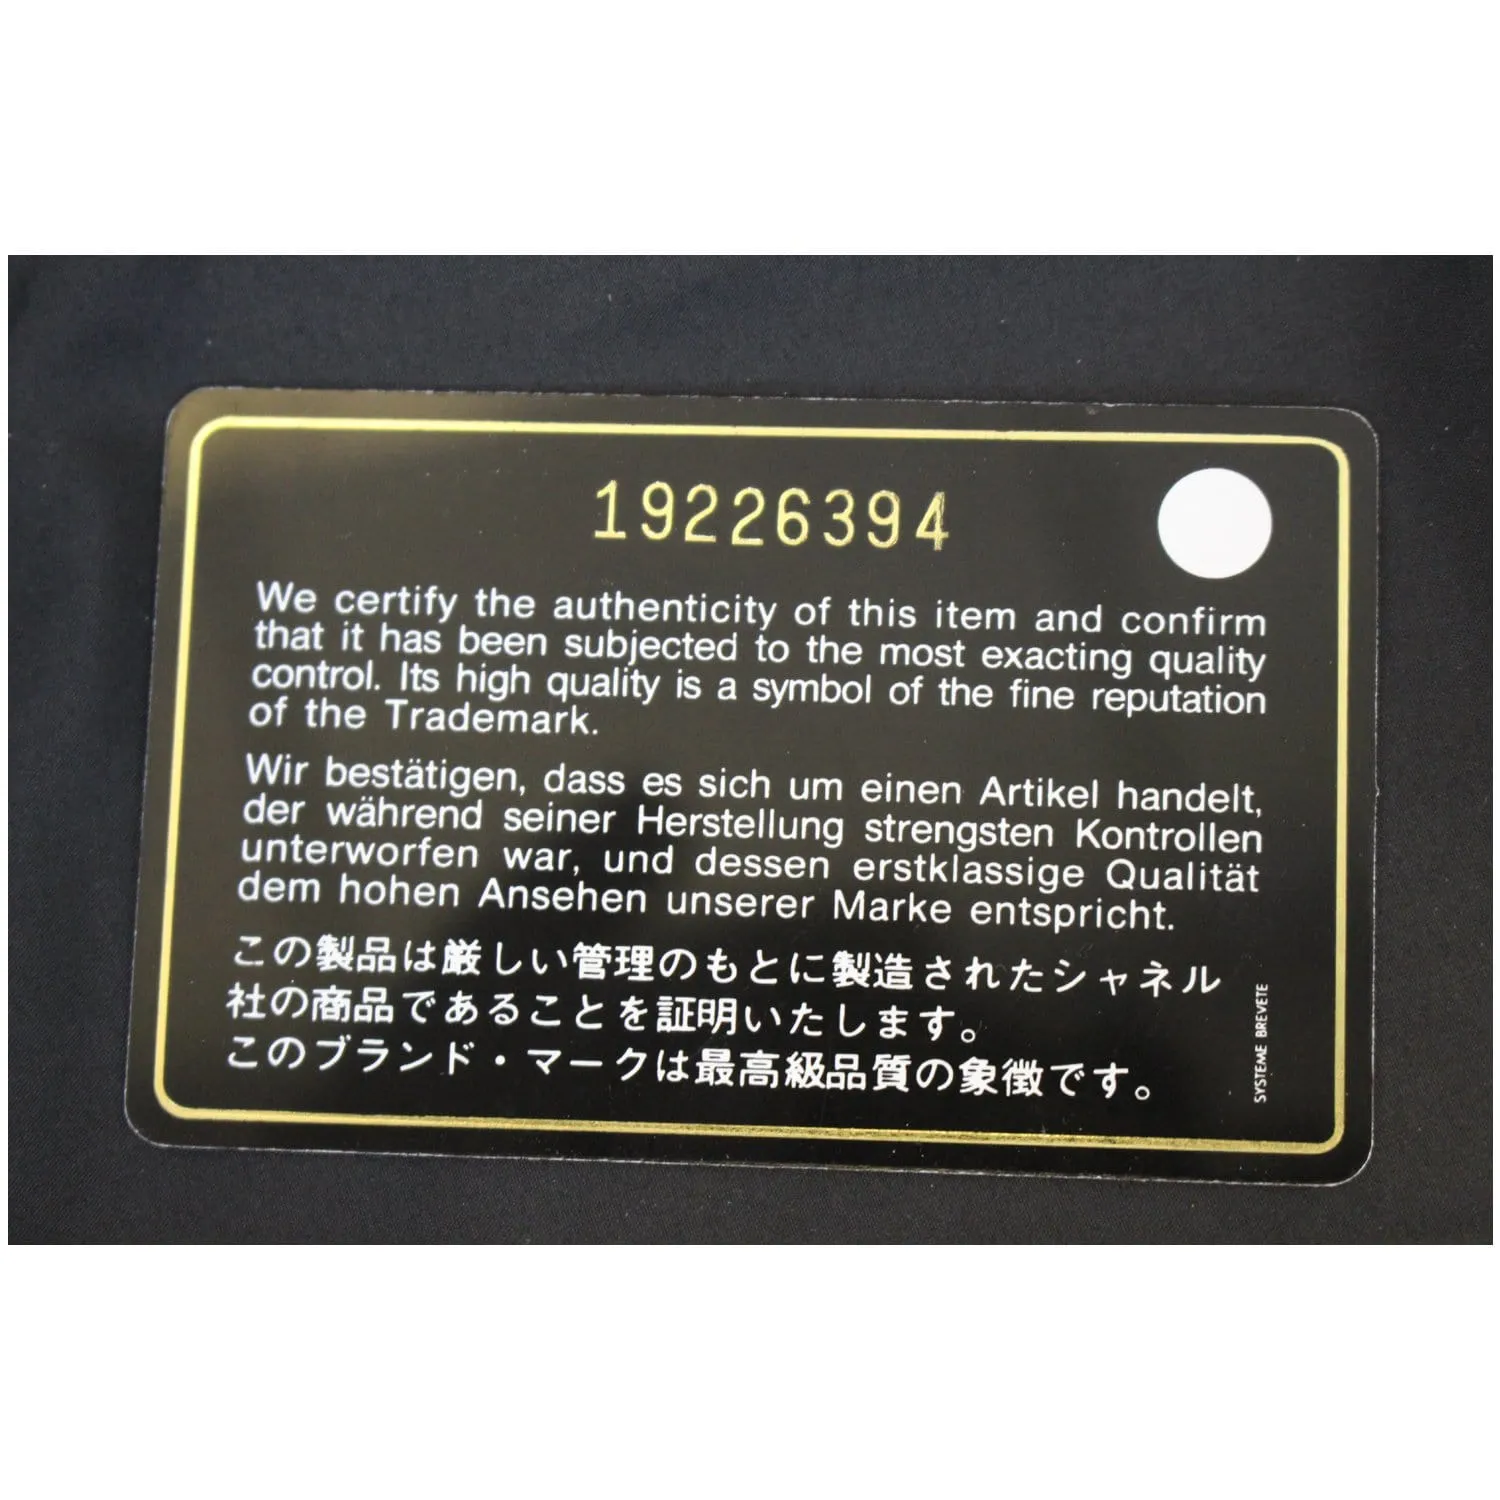 19226394
We certify the authenticity of this item and confirm
that it has been subjected to the most exacting quality
control. Its high quality is a symbol of the fine reputation
of the Trademark.
Wir bestätigen, dass es sich um einen Artikel handelt,
der während seiner Herstellung strengsten Kontrollen
unterworfen war, und dessen erstklassige Qualität
dem hohen Ansehen unserer Marke entspricht.
この製品は厳しい管理のもとに製造されたシャネル
社の商品であることを証明いたします。
このブランド・マークは最高級品質の象徴です。
SYSTEME BREVETE